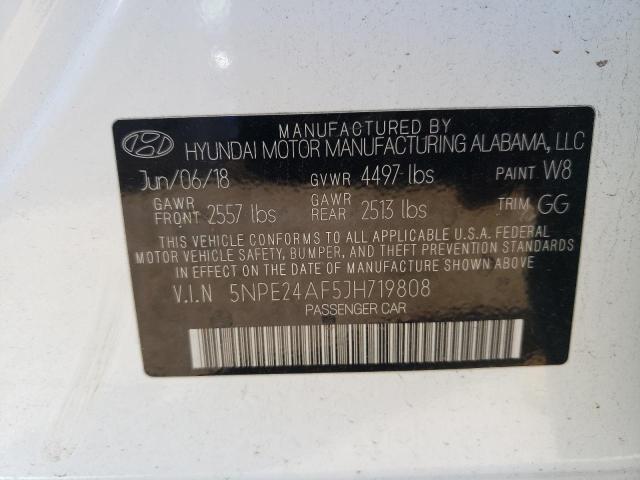 MANUFACTURED BY
HYUNDAI MOTOR MANUFACTURING ALABAMA, LLC
Jun/06/18 GVWR 4497 lbs PAINT W8
GAWR FRONT 2557 lbs GAWR REAR 2513 lbs TRIM GG
THIS VEHICLE CONFORMS TO ALL APPLICABLE U.S.A. FEDERAL
MOTOR VEHICLE SAFETY, BUMPER, AND THEFT PREVENTION STANDARDS
IN EFFECT ON THE DATE OF MANUFACTURE SHOWN ABOVE.
V.I.N 5NPE24AF5JH719808
PASSENGER CAR